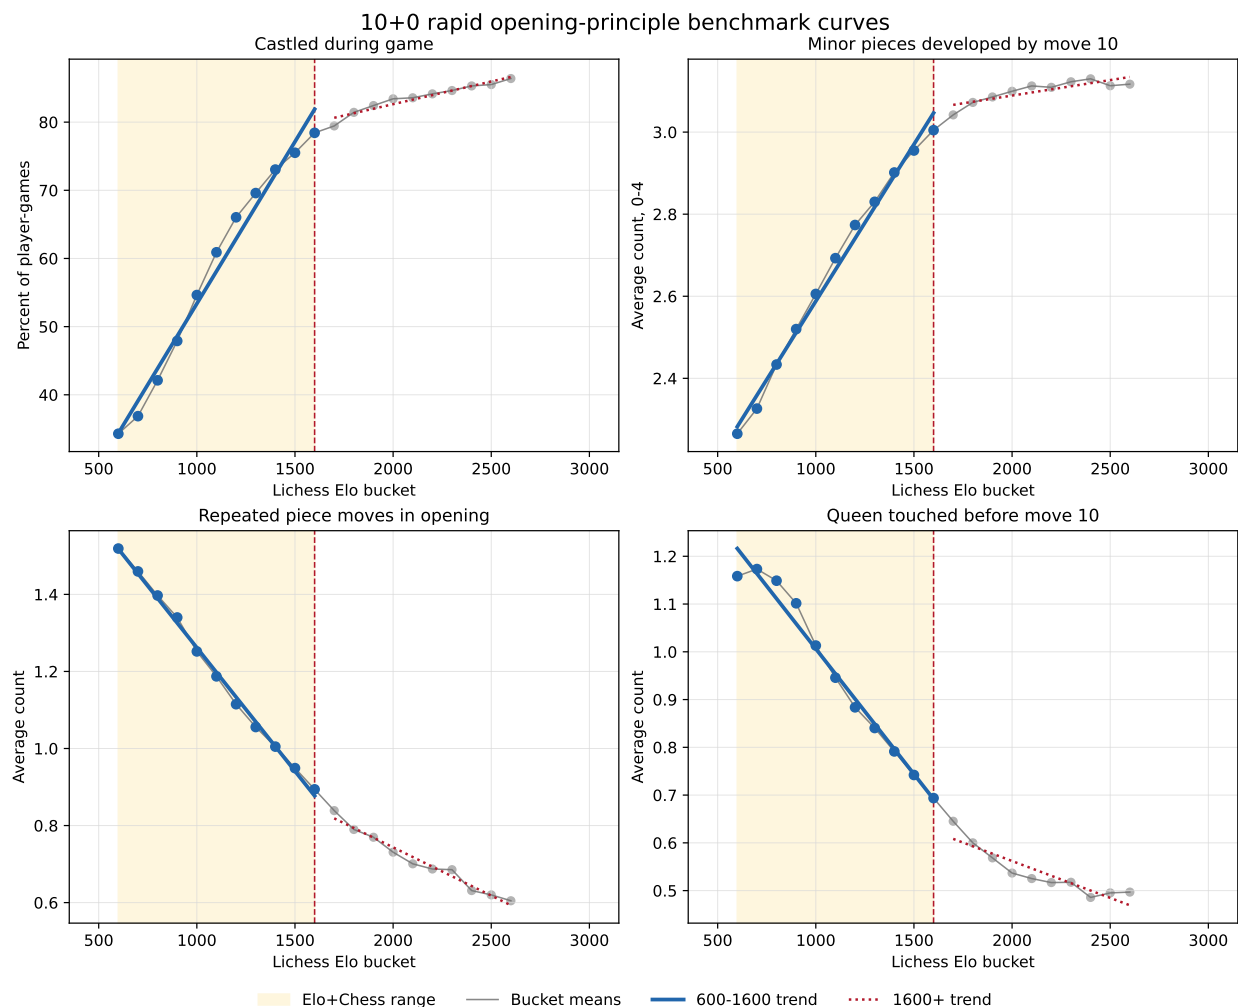 10+0 rapid opening-principle benchmark curves
Castled during game
Percent of player-games
80
70
60
50
40
500 1000 1500 2000 2500 3000
Lichess Elo bucket
Minor pieces developed by move 10
Average count, 0-4
3.0
2.8
2.6
2.4
500 1000 1500 2000 2500 3000
Lichess Elo bucket
Repeated piece moves in opening
Average count
1.4
1.2
1.0
0.8
0.6
500 1000 1500 2000 2500 3000
Lichess Elo bucket
Queen touched before move 10
Average count
1.2
1.1
1.0
0.9
0.8
0.7
0.6
0.5
500 1000 1500 2000 2500 3000
Lichess Elo bucket
Elo+Chess range Bucket means 600-1600 trend 1600+ trend